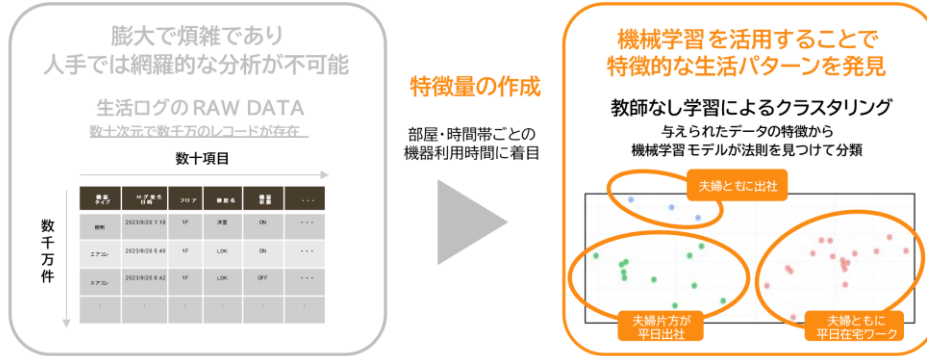 膨大で煩雑であり
人手では網羅的な分析が不可能
生活ログのRAW DATA
数十次元で数千万のレコードが存在
数十項目
数千万件
機器タイプ ログ発生日時 フロア 部屋名 機器状態 ・・・
照明 2023/9/20 1:18 1F 洋室 ON ・・・
エアコン 2023/9/20 5:40 1F LDK ON ・・・
エアコン 2023/9/20 8:42 1F LDK OFF ・・・
特徴量の作成
部屋・時間帯ごとの
機器利用時間に着目
機械学習を活用することで
特徴的な生活パターンを発見
教師なし学習によるクラスタリング
与えられたデータの特徴から
機械学習モデルが法則を見つけて分類
夫婦ともに出社
夫婦片方が
平日出社
夫婦ともに
平日在宅ワーク